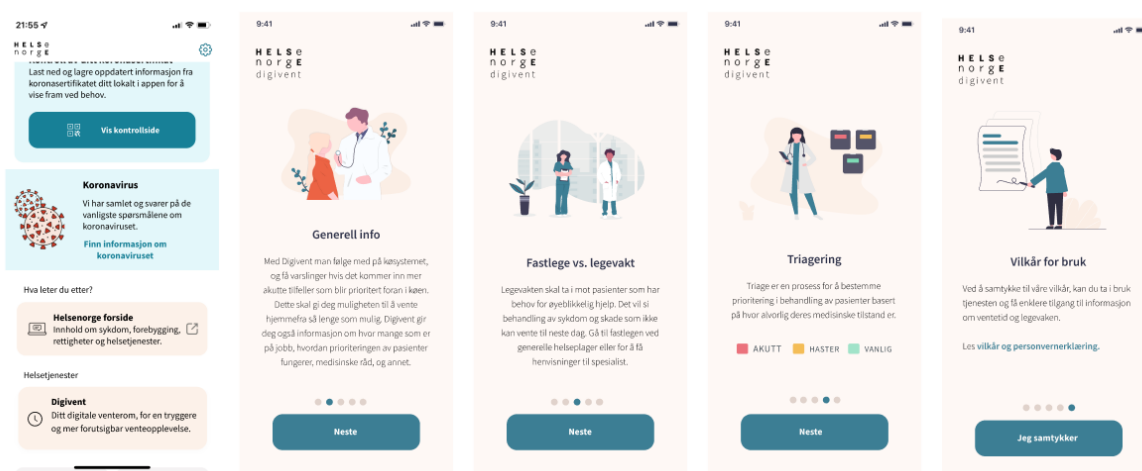 21:55
HELSe
norgE
Last ned og lagre oppdatert informasjon fra
koronasertifikatet ditt lokalt i appen for å
vise fram ved behov.
Vis kontrollside
Koronavirus
Vi har samlet og svarer på de
vanligste spørsmålene om
koronaviruset.
Finn informasjon om
koronaviruset
Hva leter du etter?
Helsenorge forside
Innhold om sykdom, forebygging,
rettigheter og helsetjenester.
Helsetjenester
Digivent
Ditt digitale venterom, for en tryggere
og mer forutsigbar venteopplevelse.
9:41
HELSe
norgE
digivent
Generell info
Med Digivent man følge med på køsystemet,
og få varslinger hvis det kommer inn mer
akutte tilfeller som blir prioritert foran i køen.
Dette skal gi deg muligheten til å vente
hjemmefra så lenge som mulig, Digivent gir
deg også informasjon om hvor mange som er
på jobb, hvordan prioriteringen av pasienter
fungerer, medisinske råd, og annet.
Neste
9:41
HELSe
norgE
digivent
Fastlege vs. legevakt
Legevakten skal ta i mot pasienter som har
behov for øyeblikkelig hjelp. Det vil si
behandling av sykdom og skade som ikke
kan vente til neste dag. Gå til fastlegen ved
generelle helseplager eller for å få
henvisninger til spesialist.
Neste
9:41
HELSe
norgE
digivent
Triagering
Triage er en prosess for å bestemme
prioritering i behandling av pasienter basert
på hvor alvorlig deres medisinske tilstand er.
AKUTT HASTER VANLIG
Neste
9:41
HELSe
norgE
digivent
Vilkår for bruk
Ved å samtykke til våre vilkår, kan du ta i bruk
tjenesten og få enklere tilgang til informasjon
om ventetid og legevaken.
Les vilkår og personvernerklæring.
Jeg samtykker